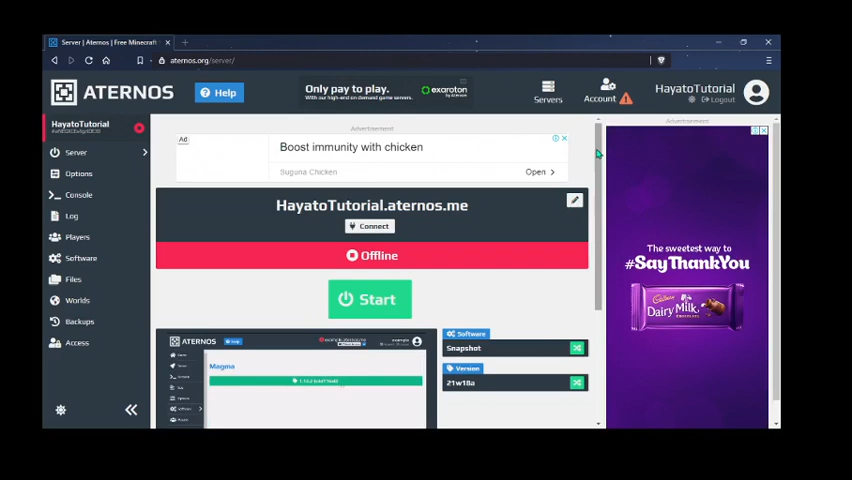 Server | Aternos | Free Minecraft
aternos.org/server/
ATERNOS
Help
Only pay to play.
With our high-end on demand game servers.
exaroton
by aternos
Servers
Account
HayatoTutorial
Logout
HayatoTutorial
Server
Options
Console
Log
Players
Software
Files
Worlds
Backups
Access
Advertisement
Ad
Boost immunity with chicken
Suguna Chicken
Open
HayatoTutorial.aternos.me
Connect
Offline
Start
ATERNOS
Magma
Software
Snapshot
Version
21w18a
Advertisement
The sweetest way to
#SayThankYou
Cadbury
Dairy Milk